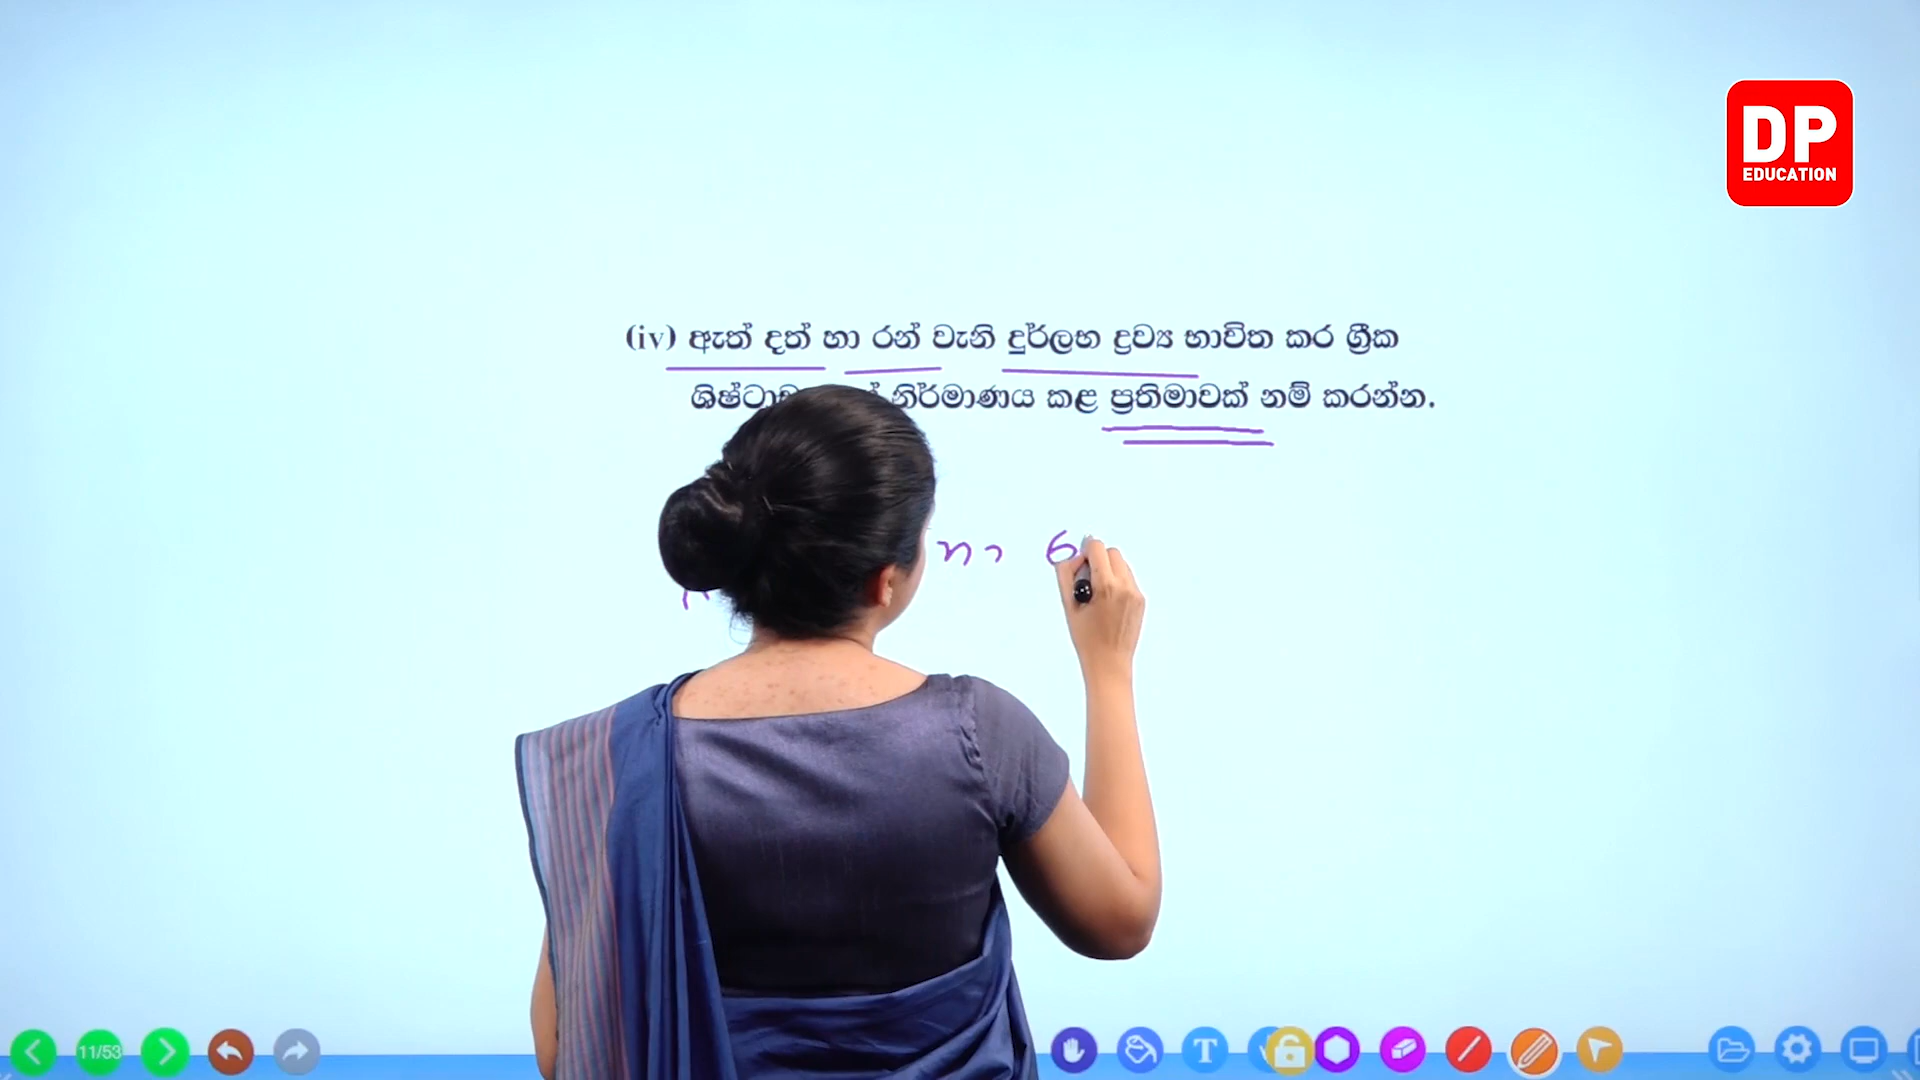 DP
EDUCATION
(iv) ඇත් දත් හා රන් වැනි දුර්ලභ ද්‍රව්‍ය භාවිත කර ග්‍රීක
නිර්මාණය කළ ප්‍රතිමාවක් නම් කරන්න.
11/53
T